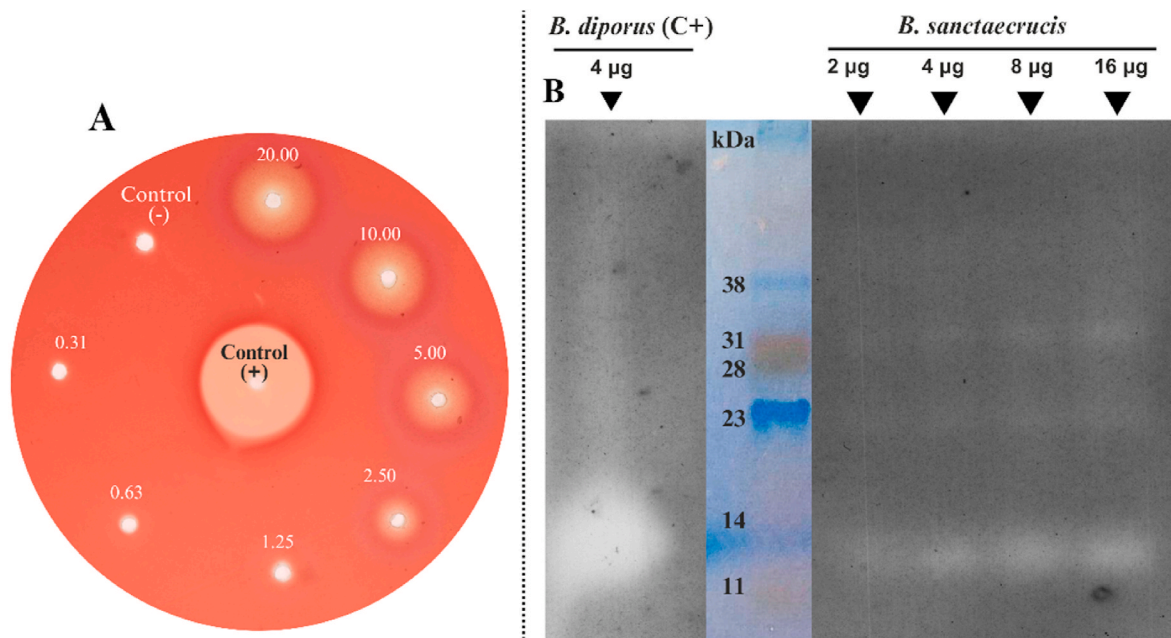 A
20.00
Control
(-)
10.00
0.31
Control
(+)
5.00
2.50
0.63
1.25
B. diporus (C+)
B. sanctaecrucis
4 µg
2 µg
4 µg
8 µg
16 µg
B
kDa
38
31
28
23
14
11